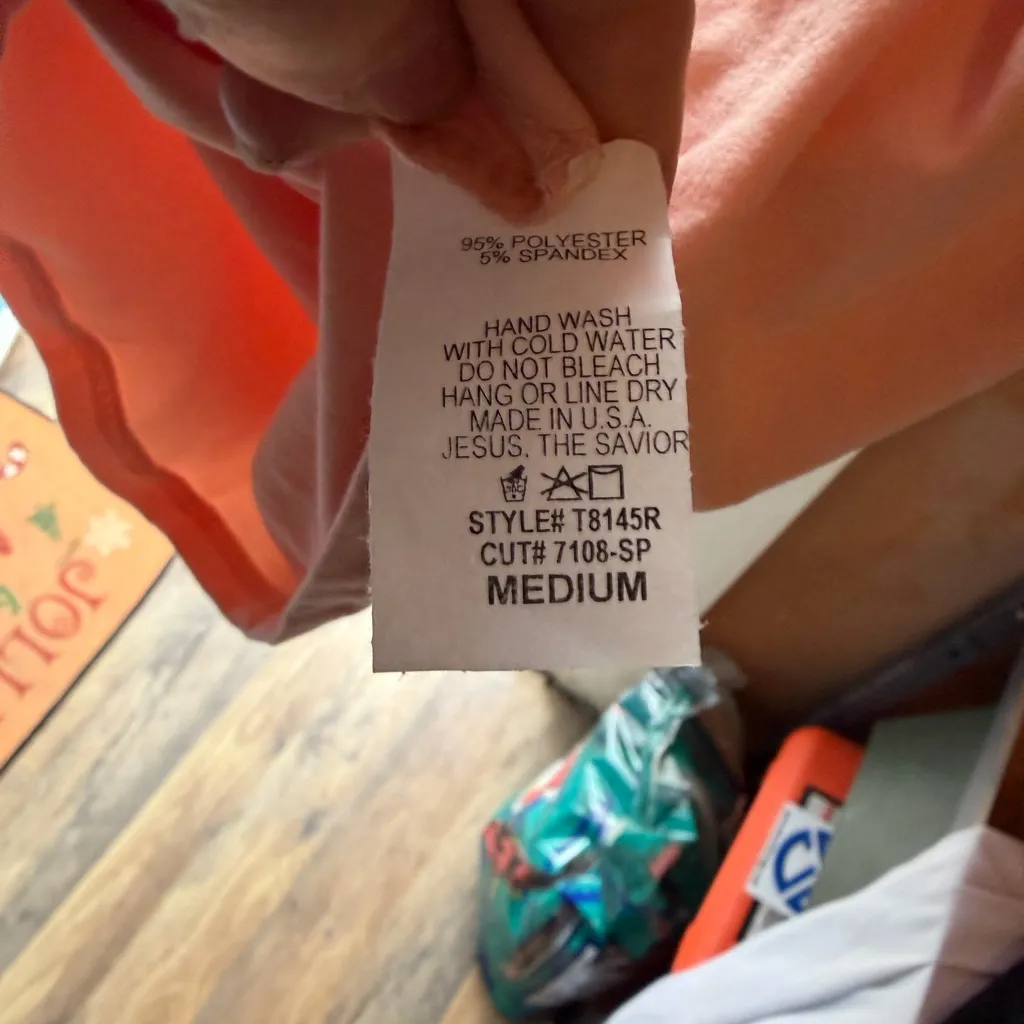 95% POLYESTER
5% SPANDEX
HAND WASH
WITH COLD WATER
DO NOT BLEACH
HANG OR LINE DRY
MADE IN U.S.A.
JESUS, THE SAVIOR
STYLE# T8145R
CUT# 7108-SP
MEDIUM
JOLLY